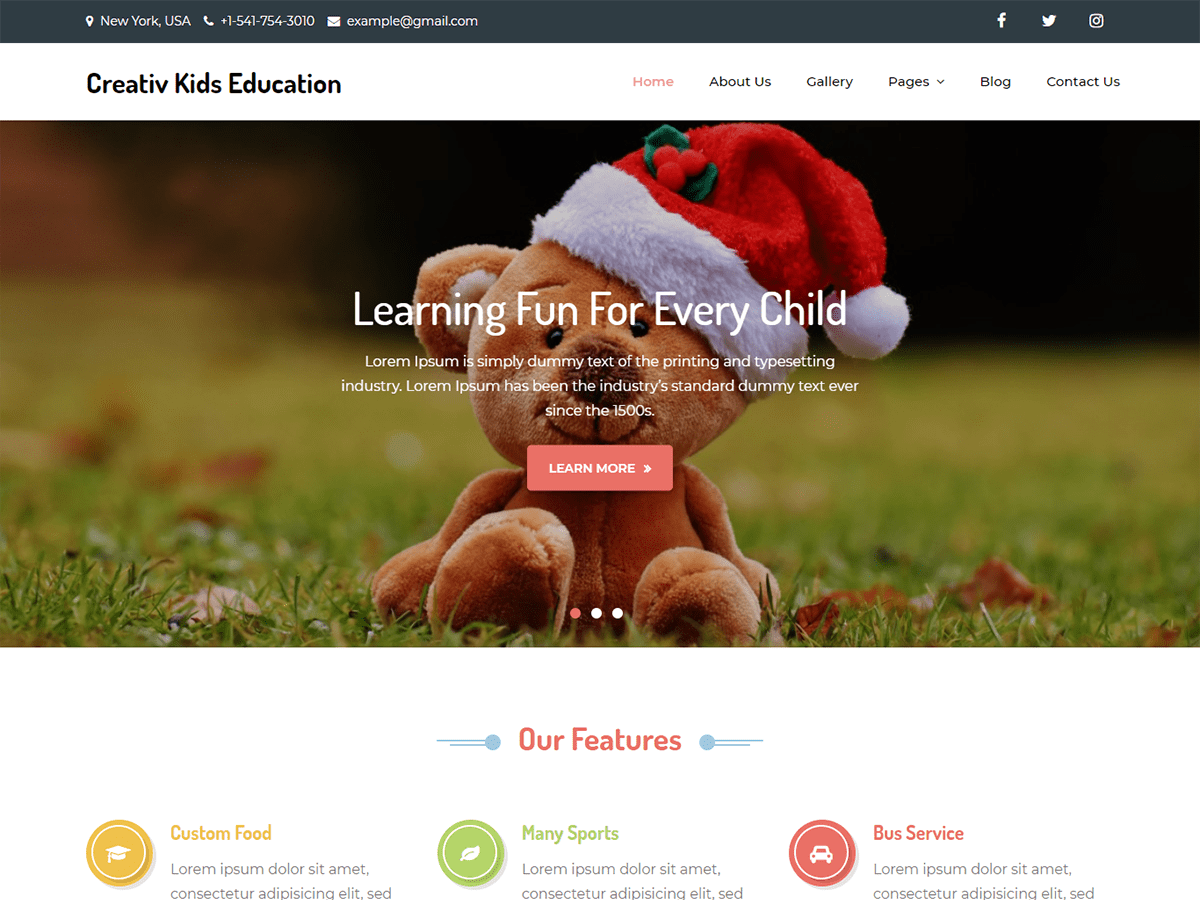 New York, USA +1-541-754-3010 example@gmail.com
Creativ Kids Education
Home About Us Gallery Pages Blog Contact Us
Learning Fun For Every Child
Lorem Ipsum is simply dummy text of the printing and typesetting
industry. Lorem Ipsum has been the industry's standard dummy text ever
since the 1500s.
LEARN MORE »
Our Features
Custom Food
Lorem ipsum dolor sit amet,
consectetur adipisicing elit, sed
Many Sports
Lorem ipsum dolor sit amet,
consectetur adipisicing elit, sed
Bus Service
Lorem ipsum dolor sit amet,
consectetur adipisicing elit, sed